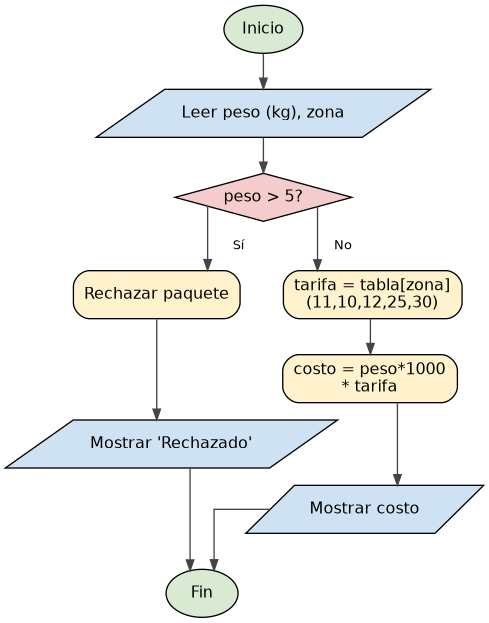 Inicio
Leer peso (kg), zona
peso > 5?
Sí
No
Rechazar paquete
tarifa = tabla[zona]
(11,10,12,25,30)
costo = peso*1000
* tarifa
Mostrar 'Rechazado'
Mostrar costo
Fin